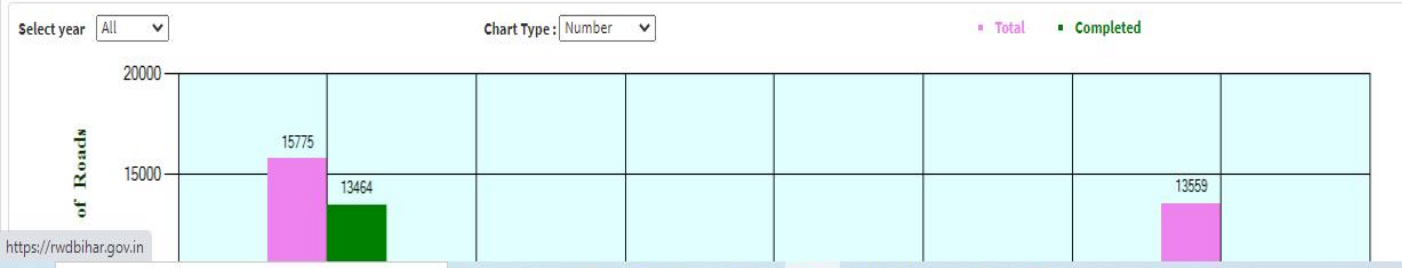 Select year All Chart Type : Number Total Completed
20000
15775
15000
13464
13559
of Roads
https://rwdbihar.gov.in